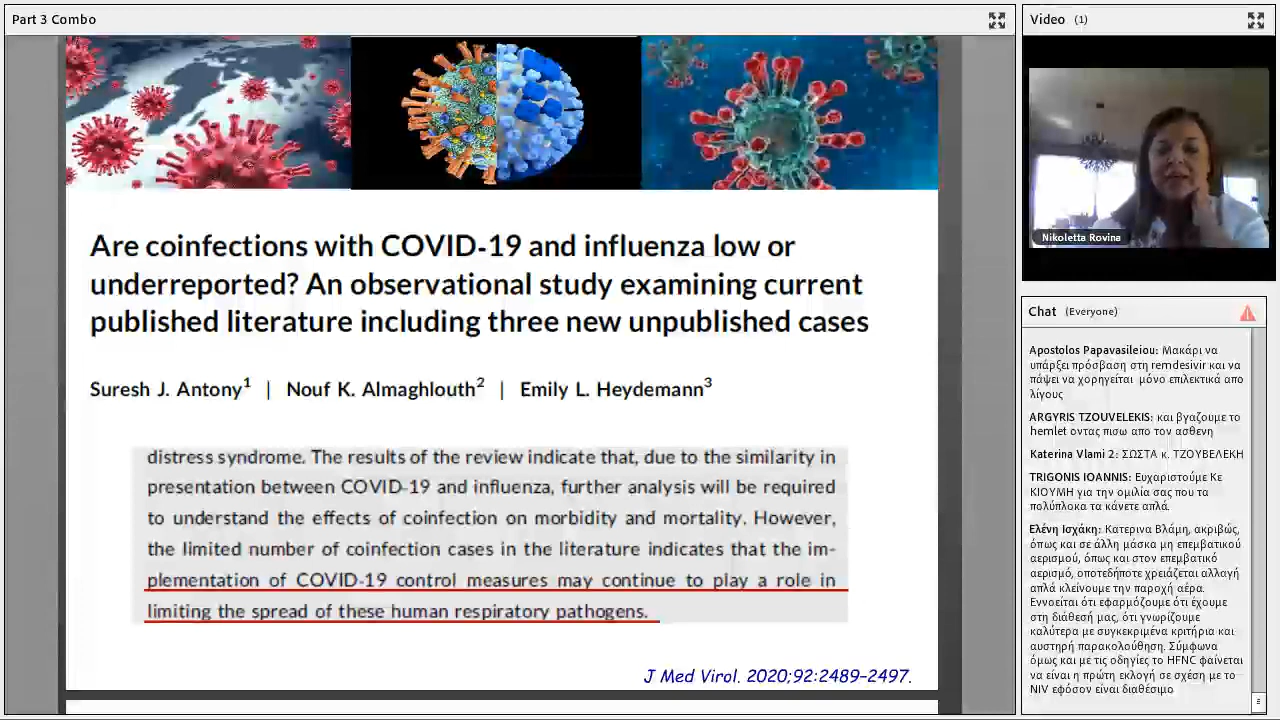 Part 3 Combo
Are coinfections with COVID-19 and influenza low or
underreported? An observational study examining current
published literature including three new unpublished cases
Suresh J. Antony1 | Nouf K. Almaghlouth2 | Emily L. Heydemann3
distress syndrome. The results of the review indicate that, due to the similarity in
presentation between COVID-19 and influenza, further analysis will be required
to understand the effects of coinfection on morbidity and mortality. However,
the limited number of coinfection cases in the literature indicates that the im-
plementation of COVID-19 control measures may continue to play a role in
limiting the spread of these human respiratory pathogens.
J Med Virol. 2020;92:2489–2497.
Video (1)
Nikoletta Rovina
Chat (Everyone)
Apostolos Papavasileiou: Μακάρι να
υπάρξει πρόσβαση στη remdesivir και να
πάψει να χορηγείται μόνο επιλεκτικά απο
λίγους
ARGYRIS TZOUVELEKIS: και βγαζουμε το
hemlet οντας πισω απο τον ασθενη
Katerina Vlami 2: ΣΩΣΤΑ κ. ΤΖΟΥΒΕΛΕΚΗ
TRIGONIS IOANNIS: Ευχαριστούμε Κε
ΚΙΟΥΜΗ για την ομιλία σας που τα
πολύπλοκα τα κάνετε απλά.
Ελένη Ισχάκη: Κατερινα Βλάμη, ακριβώς,
όπως και σε άλλη μάσκα μη επεμβατικού
αερισμού, όπως και στον επεμβατικό
αερισμό, οποτεδήποτε χρειάζεται αλλαγή
απλά κλείνουμε την παροχή αέρα.
Εννοείται ότι εφαρμόζουμε ότι έχουμε
στη διάθεσή μας, ότι γνωρίζουμε
καλύτερα με συγκεκριμένα κριτήρια και
αυστηρή παρακολούθηση. Σύμφωνα
όμως και με τις οδηγίες το HFNC φαίνεται
να είναι η πρώτη εκλογή σε σχέση με το
NIV εφόσον είναι διαθέσιμο